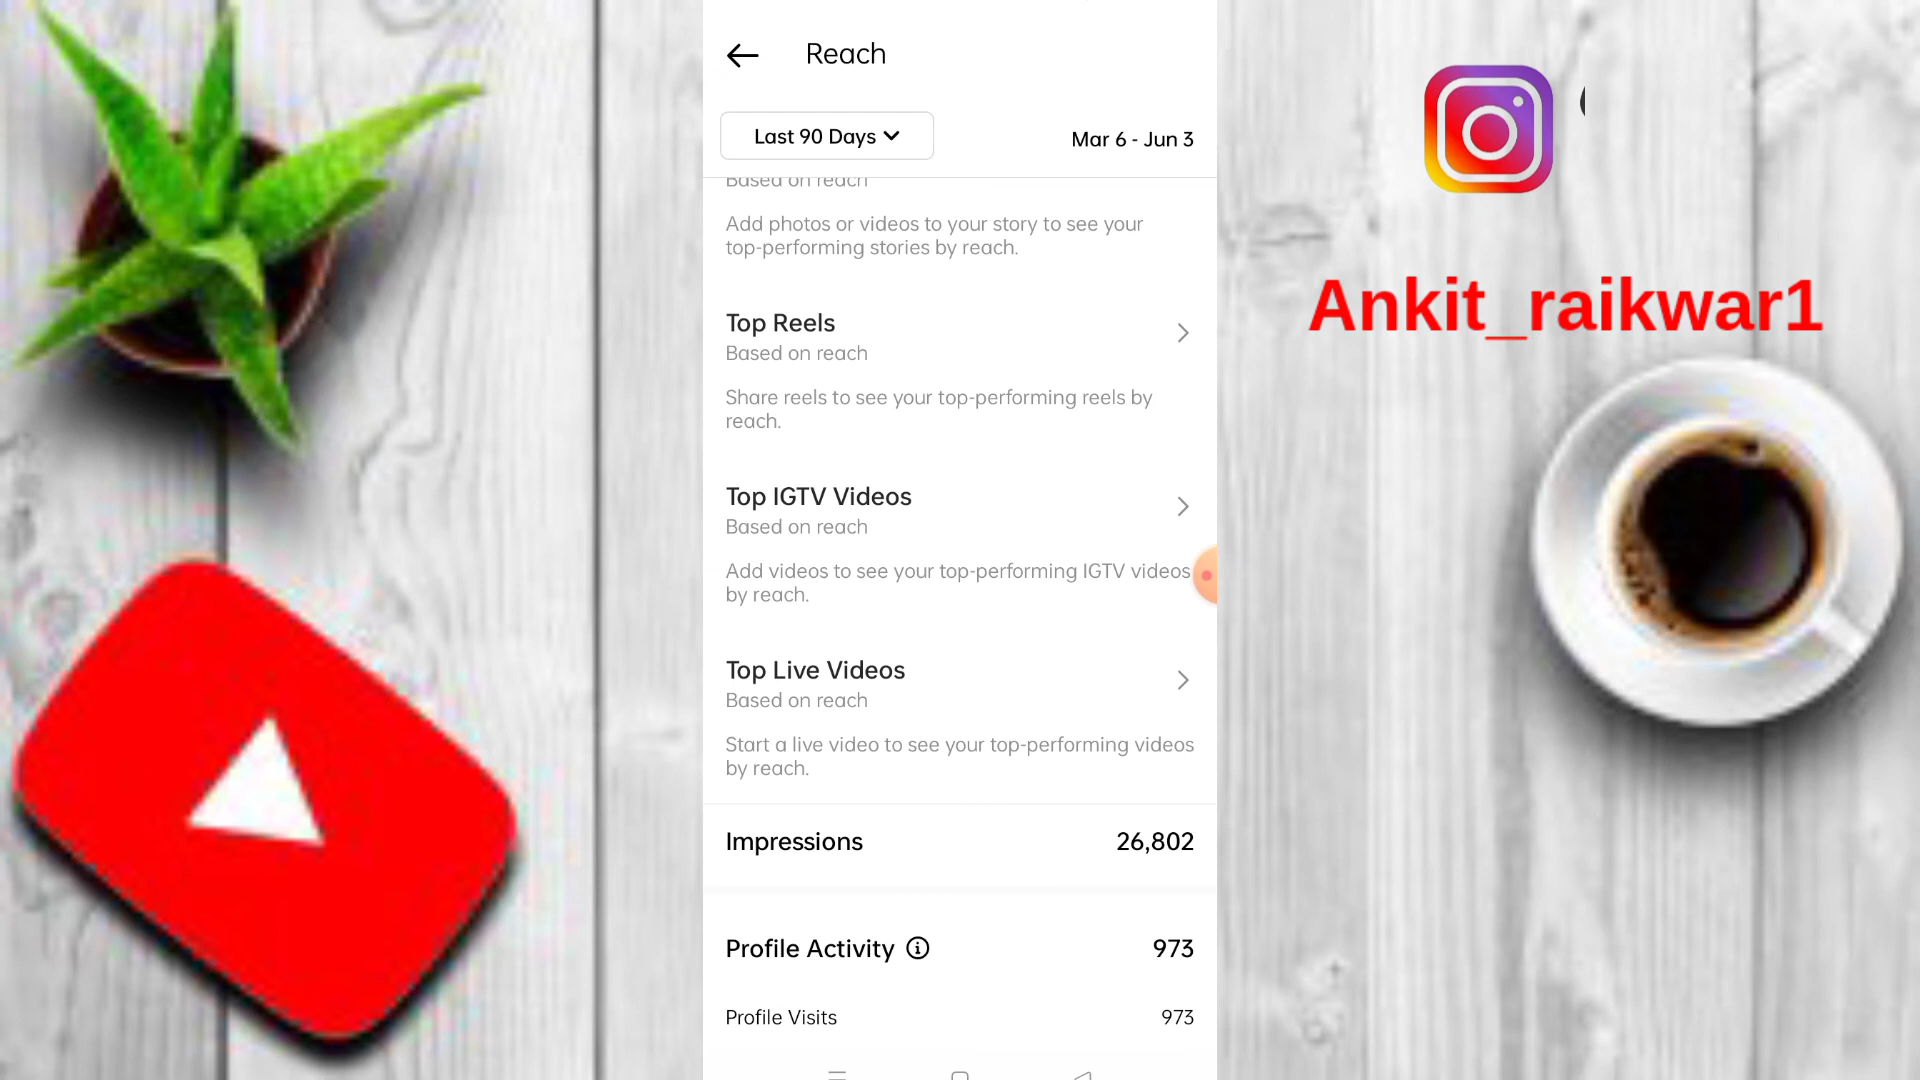 Reach
Last 90 Days
Mar 6 - Jun 3
Based on reach
Add photos or videos to your story to see your
top-performing stories by reach.
Top Reels
Based on reach
Share reels to see your top-performing reels by
reach.
Top IGTV Videos
Based on reach
Add videos to see your top-performing IGTV videos
by reach.
Top Live Videos
Based on reach
Start a live video to see your top-performing videos
by reach.
Impressions 26,802
Profile Activity 973
Profile Visits 973
Ankit__raikwar1